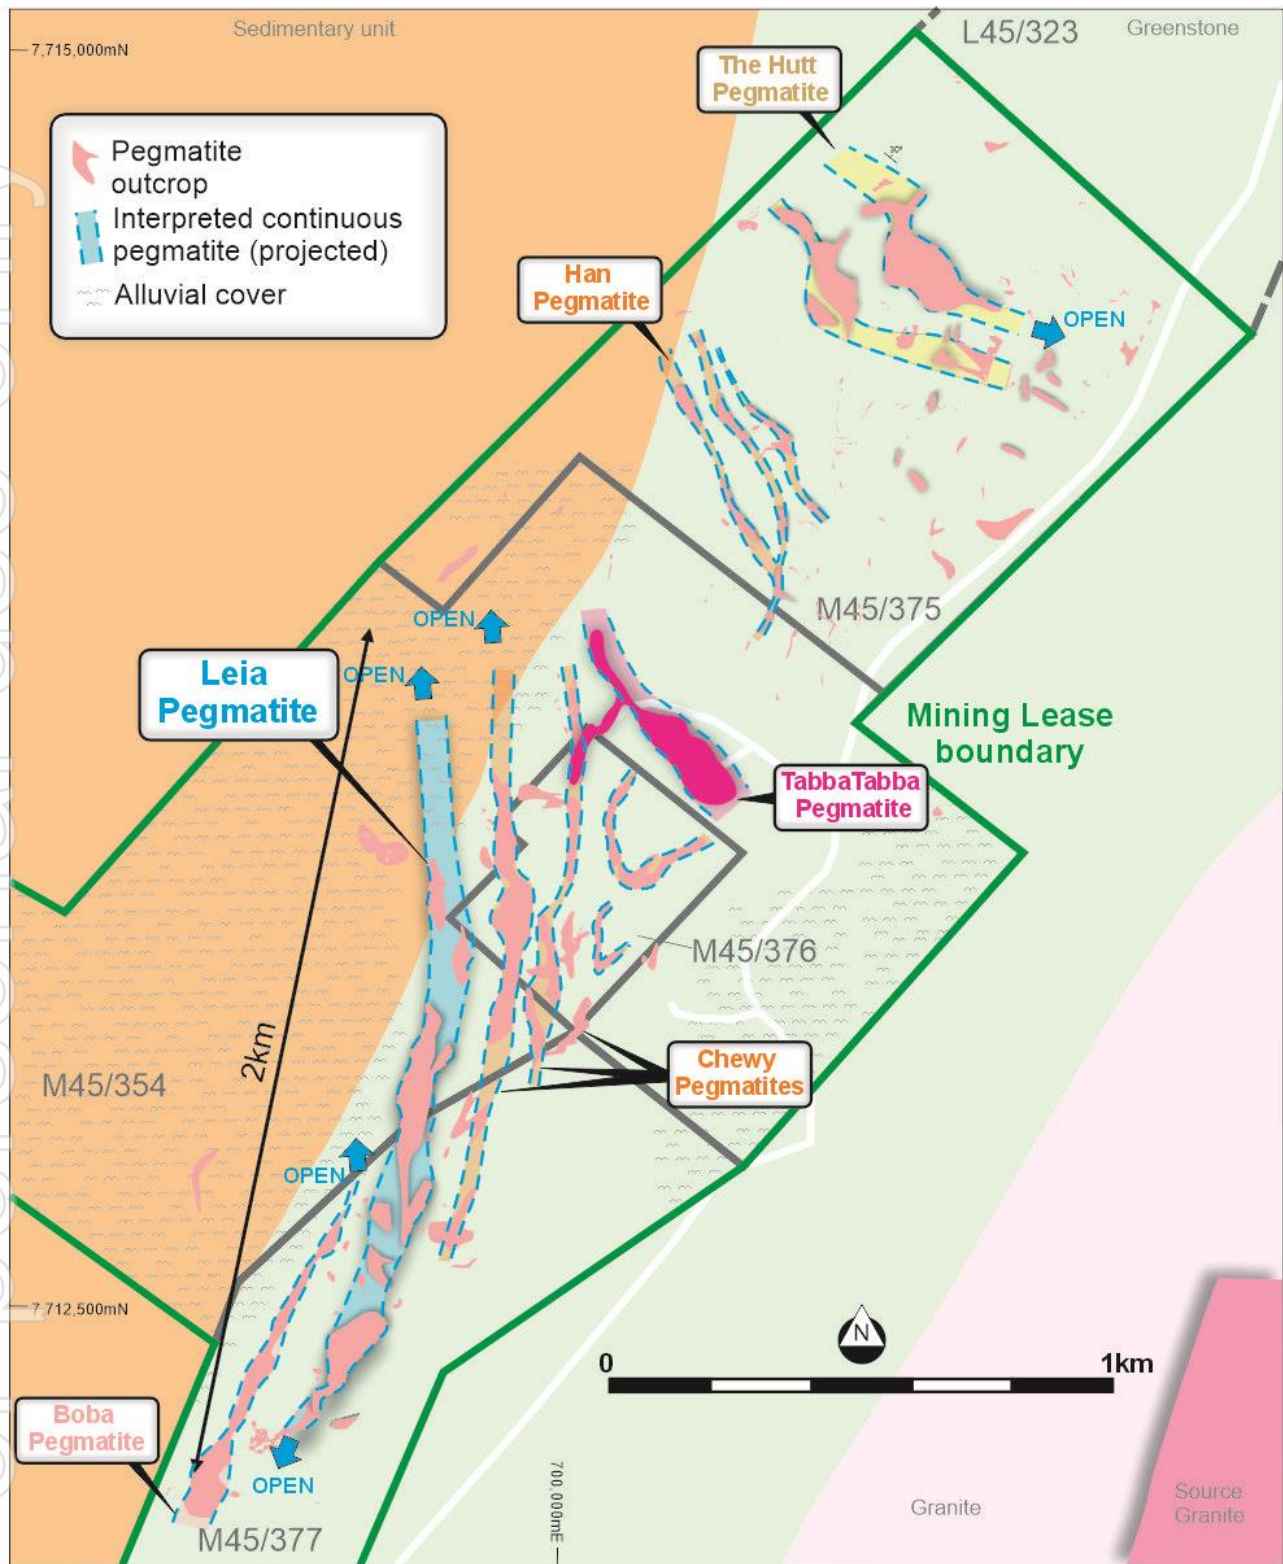 Sedimentary unit
L45/323
Greenstone
7,715,000mN
The Hutt
Pegmatite
Pegmatite
outcrop
Interpreted continuous
pegmatite (projected)
Alluvial cover
30°
Han
Pegmatite
OPEN
M45/375
OPEN
OPEN
Leia
Pegmatite
Mining Lease
boundary
TabbaTabba
Pegmatite
M45/376
2km
M45/354
Chewy
Pegmatites
OPEN
7,712,500mN
N
0
1km
Boba
Pegmatite
OPEN
700,000mE
M45/377
Granite
Source
Granite